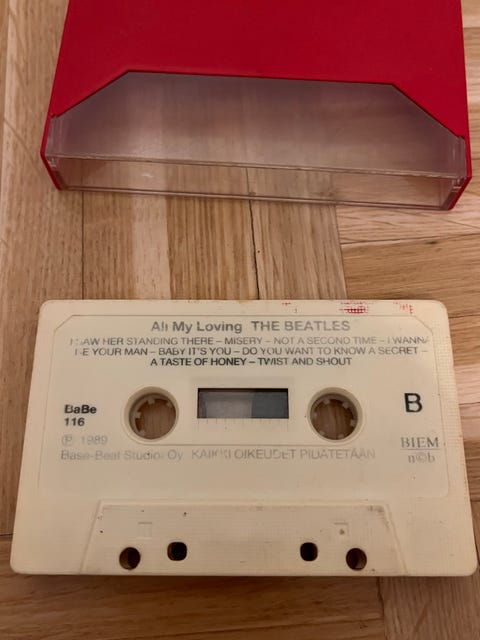 All My Loving THE BEATLES
I SAW HER STANDING THERE – MISERY – NOT A SECOND TIME – I WANNA
BE YOUR MAN – BABY IT'S YOU – DO YOU WANT TO KNOW A SECRET –
A TASTE OF HONEY – TWIST AND SHOUT
BaBe
116
B
Ⓟ 1989
Base-Beat Studios Oy KAIKKI OIKEUDET PIDÄTETÄÄN
BIEM
n©b